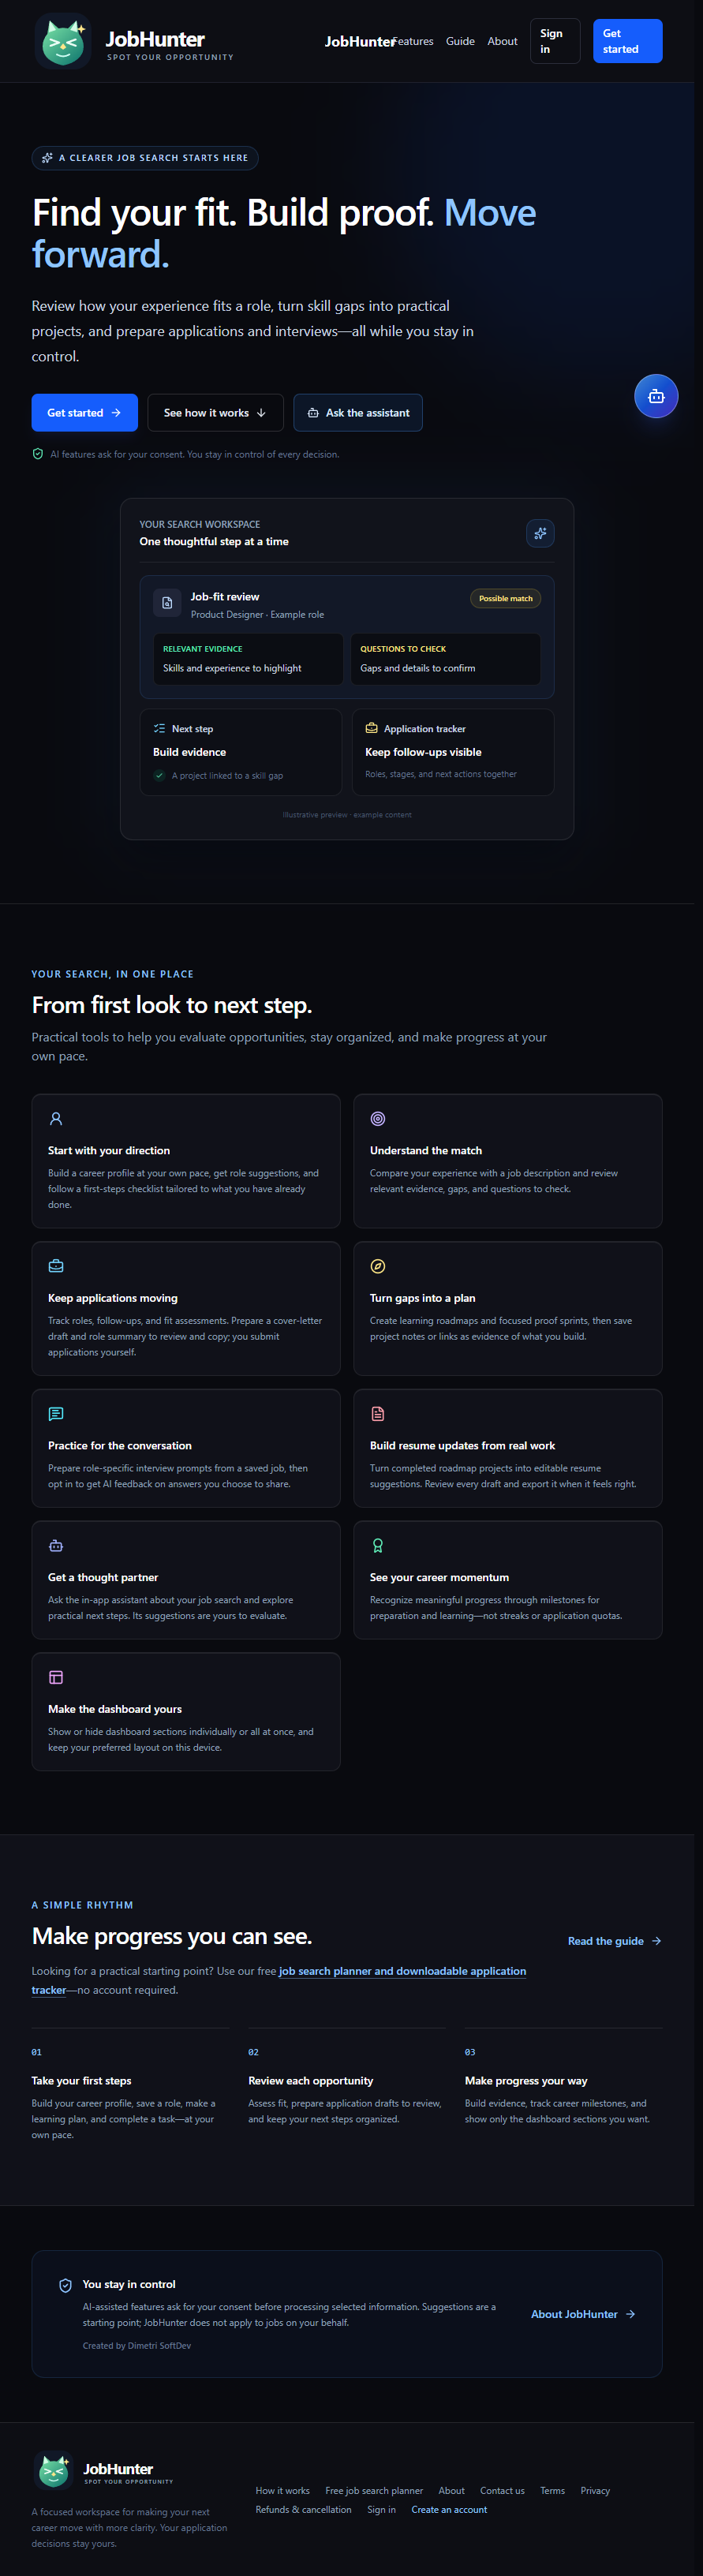 JobHunter
SPOT YOUR OPPORTUNITY
JobHunter
Features
Guide
About
Sign
in
Get
started
A CLEARER JOB SEARCH STARTS HERE
Find your fit. Build proof. Move
forward.
Review how your experience fits a role, turn skill gaps into practical
projects, and prepare applications and interviews—all while you stay in
control.
Get started
See how it works
Ask the assistant
AI features ask for your consent. You stay in control of every decision.
YOUR SEARCH WORKSPACE
One thoughtful step at a time
Job-fit review
Product Designer · Example role
Possible match
RELEVANT EVIDENCE
Skills and experience to highlight
QUESTIONS TO CHECK
Gaps and details to confirm
Next step
Build evidence
A project linked to a skill gap
Application tracker
Keep follow-ups visible
Roles, stages, and next actions together
Illustrative preview · example content
YOUR SEARCH, IN ONE PLACE
From first look to next step.
Practical tools to help you evaluate opportunities, stay organized, and make progress at your
own pace.
Start with your direction
Build a career profile at your own pace, get role suggestions, and
follow a first-steps checklist tailored to what you have already
done.
Understand the match
Compare your experience with a job description and review
relevant evidence, gaps, and questions to check.
Keep applications moving
Track roles, follow-ups, and fit assessments. Prepare a cover-letter
draft and role summary to review and copy; you submit
applications yourself.
Turn gaps into a plan
Create learning roadmaps and focused proof sprints, then save
project notes or links as evidence of what you build.
Practice for the conversation
Prepare role-specific interview prompts from a saved job, then
opt in to get AI feedback on answers you choose to share.
Build resume updates from real work
Turn completed roadmap projects into editable resume
suggestions. Review every draft and export it when it feels right.
Get a thought partner
Ask the in-app assistant about your job search and explore
practical next steps. Its suggestions are yours to evaluate.
See your career momentum
Recognize meaningful progress through milestones for
preparation and learning—not streaks or application quotas.
Make the dashboard yours
Show or hide dashboard sections individually or all at once, and
keep your preferred layout on this device.
A SIMPLE RHYTHM
Make progress you can see.
Read the guide
Looking for a practical starting point? Use our free job search planner and downloadable application
tracker—no account required.
01
Take your first steps
Build your career profile, save a role, make a
learning plan, and complete a task—at your
own pace.
02
Review each opportunity
Assess fit, prepare application drafts to review,
and keep your next steps organized.
03
Make progress your way
Build evidence, track career milestones, and
show only the dashboard sections you want.
You stay in control
AI-assisted features ask for your consent before processing selected information. Suggestions are a
starting point; JobHunter does not apply to jobs on your behalf.
Created by Dimetri SoftDev
About JobHunter
JobHunter
SPOT YOUR OPPORTUNITY
A focused workspace for making your next
career move with more clarity. Your application
decisions stay yours.
How it works
Free job search planner
About
Contact us
Terms
Privacy
Refunds & cancellation
Sign in
Create an account